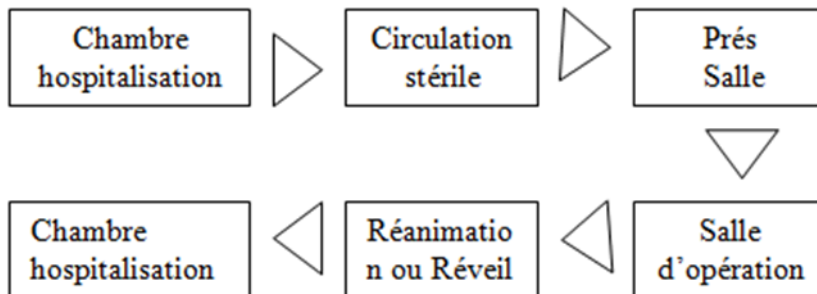 Chambre
hospitalisation
Circulation
stérile
Prés
Salle
Chambre
hospitalisation
Réanimatio
n ou Réveil
Salle
d'opération